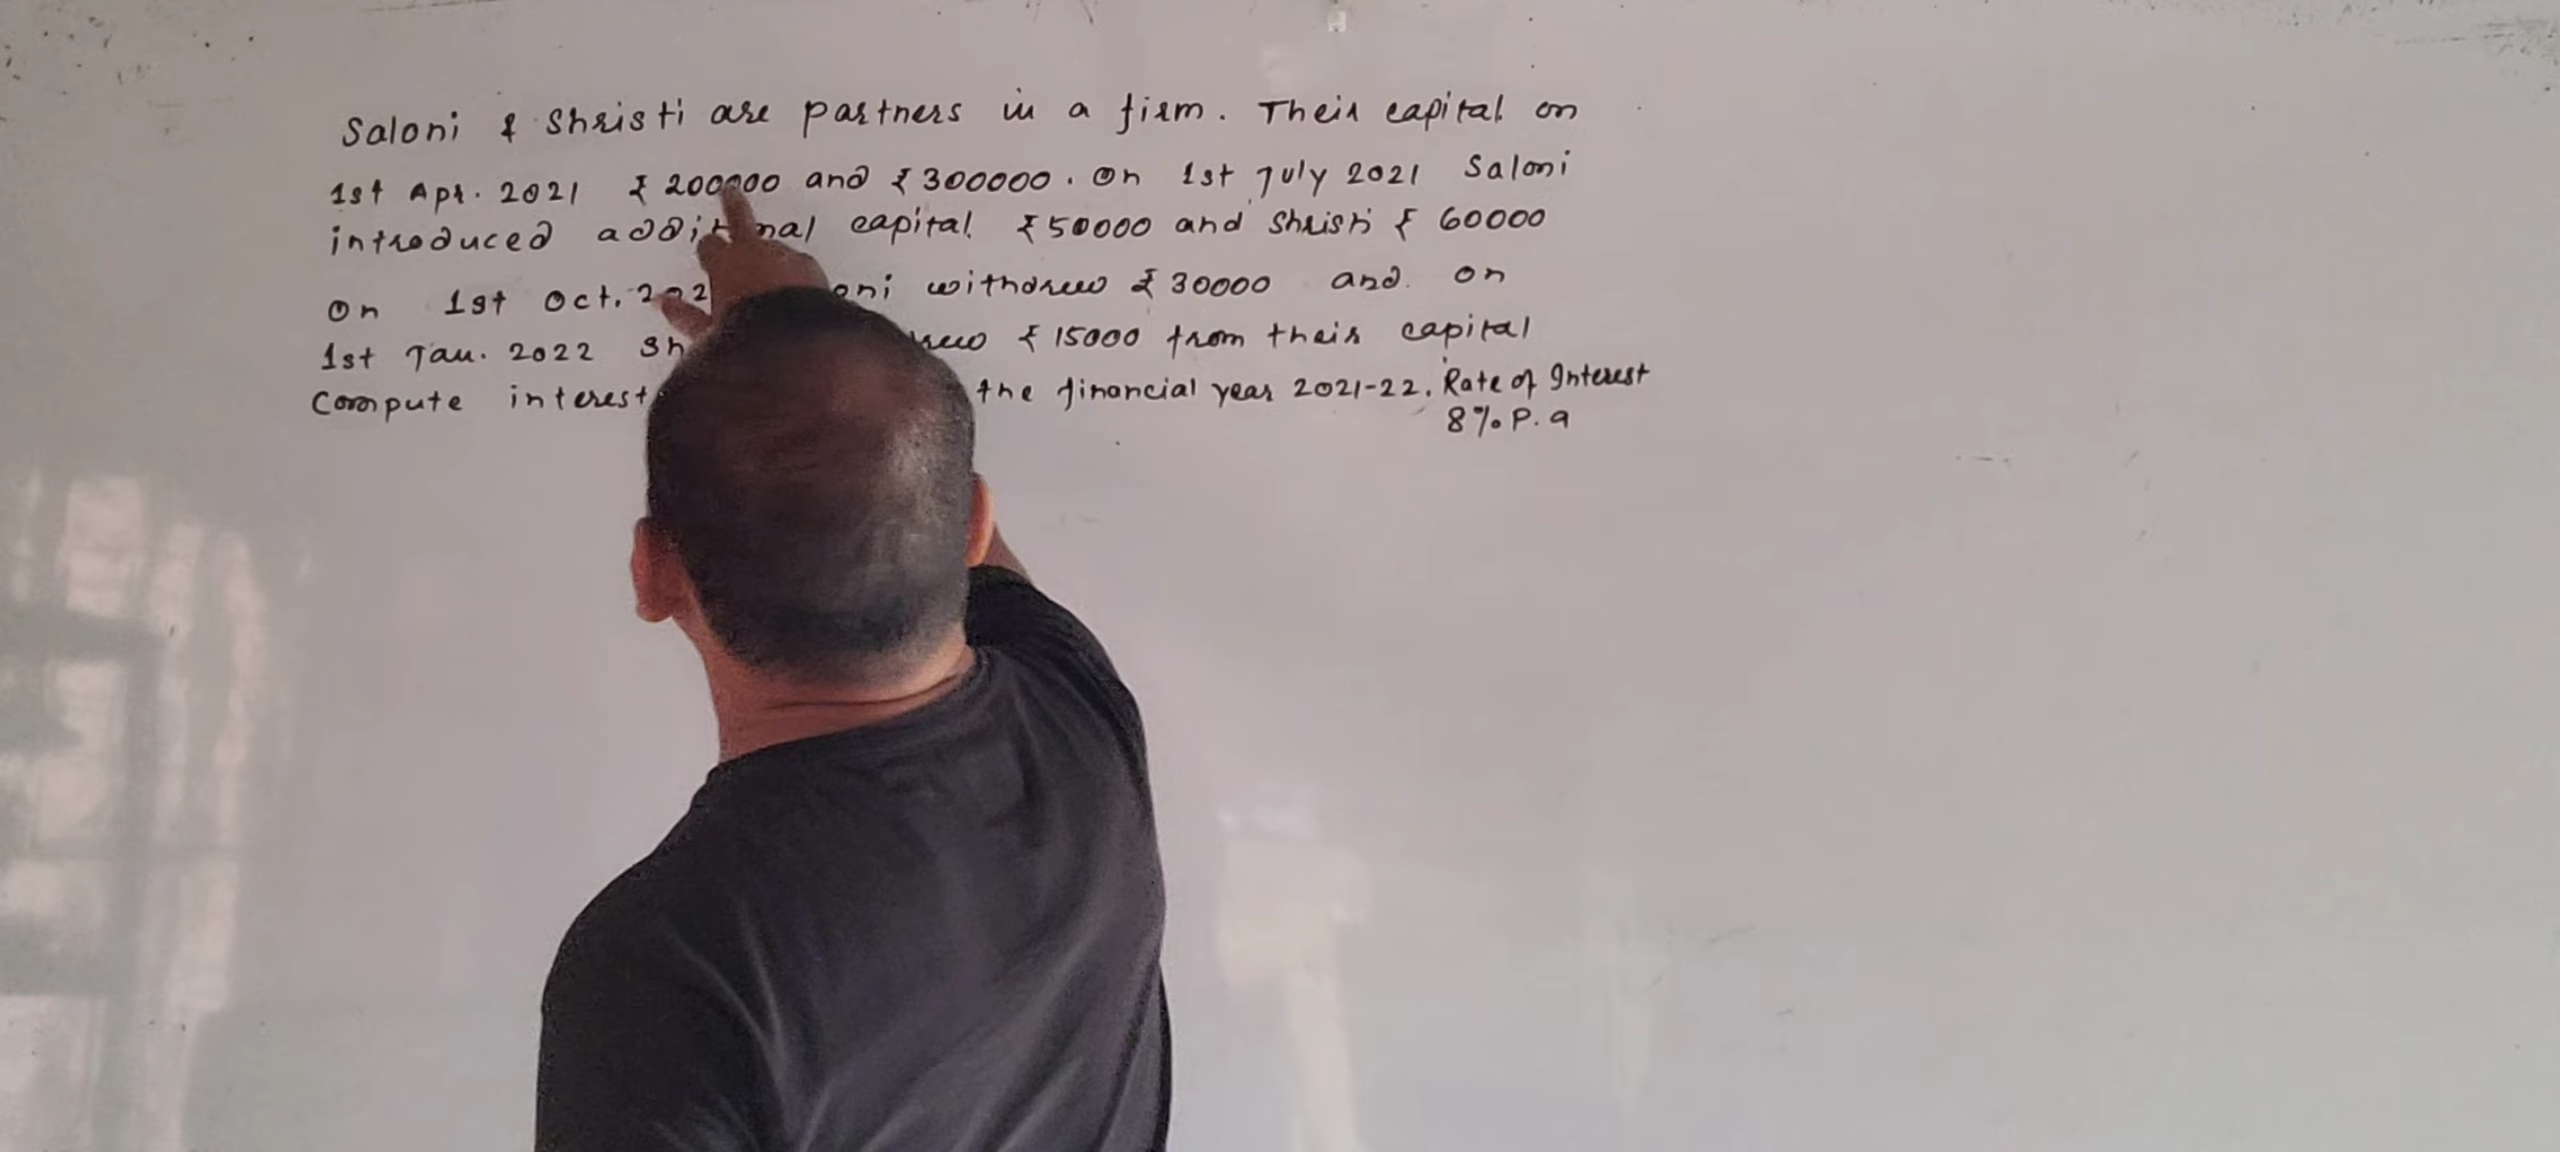 Saloni & Shristi are partners in a firm. Their capital on
1st Apr. 2021 ₹ 200000 and ₹ 300000. On 1st July 2021 Saloni
introduced capital ₹ 50000 and Shristi ₹ 60000
On 1st Oct. withdrew ₹ 30000 and on
1st Jan. 2022 ₹ 15000 from their capital
Compute interest the financial year 2021-22. Rate of Interest
8% P.a